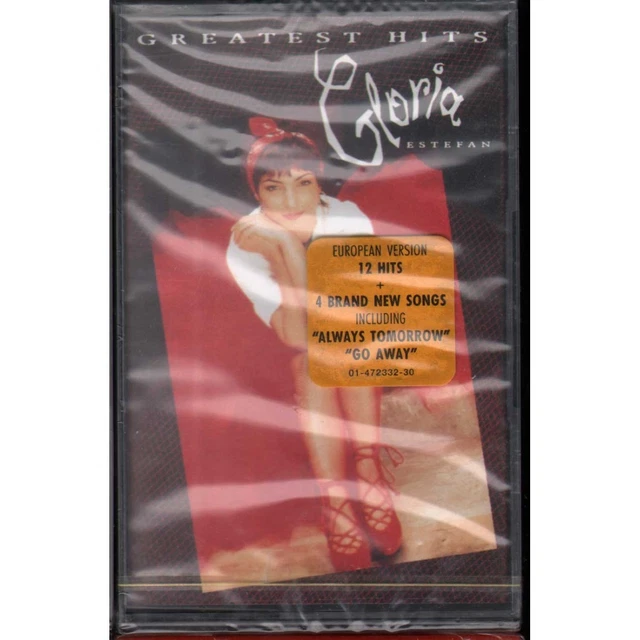 GREATEST HITS
Gloria
ESTEFAN
EUROPEAN VERSION
12 HITS
+
4 BRAND NEW SONGS
INCLUDING
"ALWAYS TOMORROW"
"GO AWAY"
01-472332-30